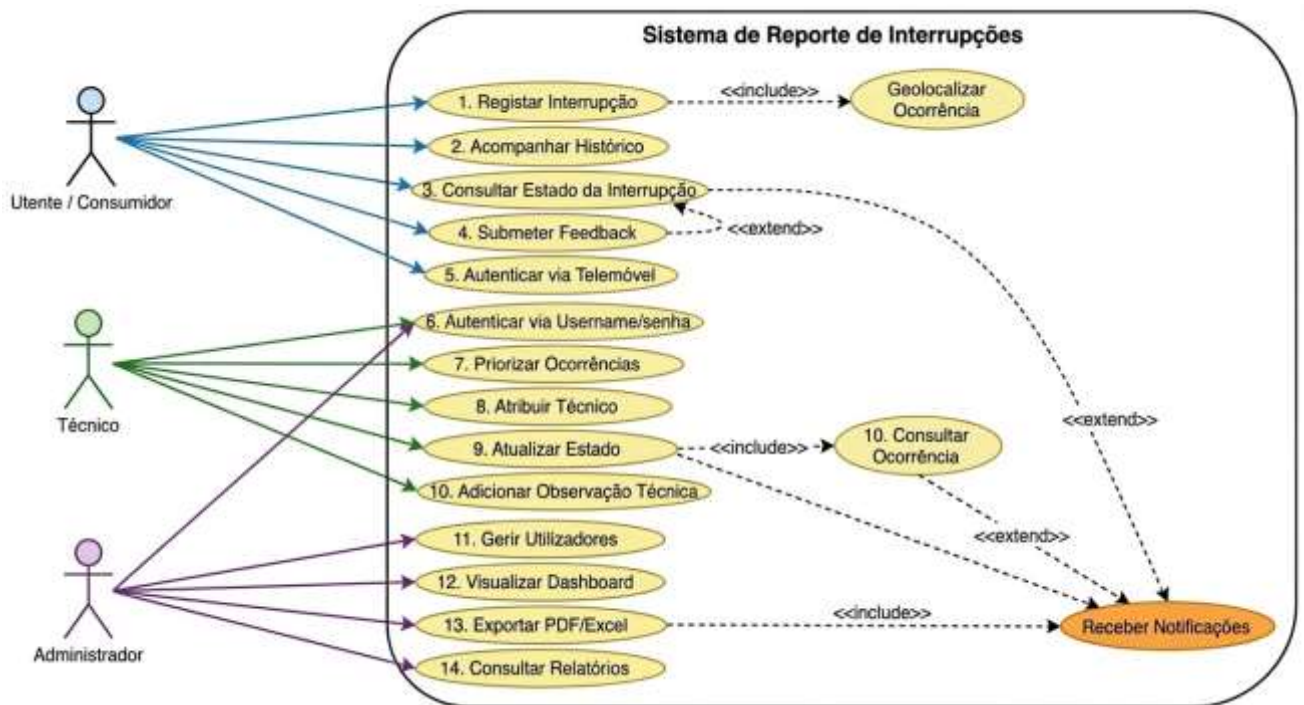 Sistema de Reporte de Interrupções
Utente / Consumidor
1. Registar Interrupção
<<include>>
Geolocalizar
Ocorrência
2. Acompanhar Histórico
3. Consultar Estado da Interrupção
4. Submeter Feedback
<<extend>>
5. Autenticar via Telemóvel
Técnico
6. Autenticar via Username/senha
7. Priorizar Ocorrências
8. Atribuir Técnico
<<extend>>
9. Atualizar Estado
<<include>>
10. Consultar
Ocorrência
10. Adicionar Observação Técnica
Administrador
11. Gerir Utilizadores
<<extend>>
12. Visualizar Dashboard
13. Exportar PDF/Excel
<<include>>
Receber Notificações
14. Consultar Relatórios